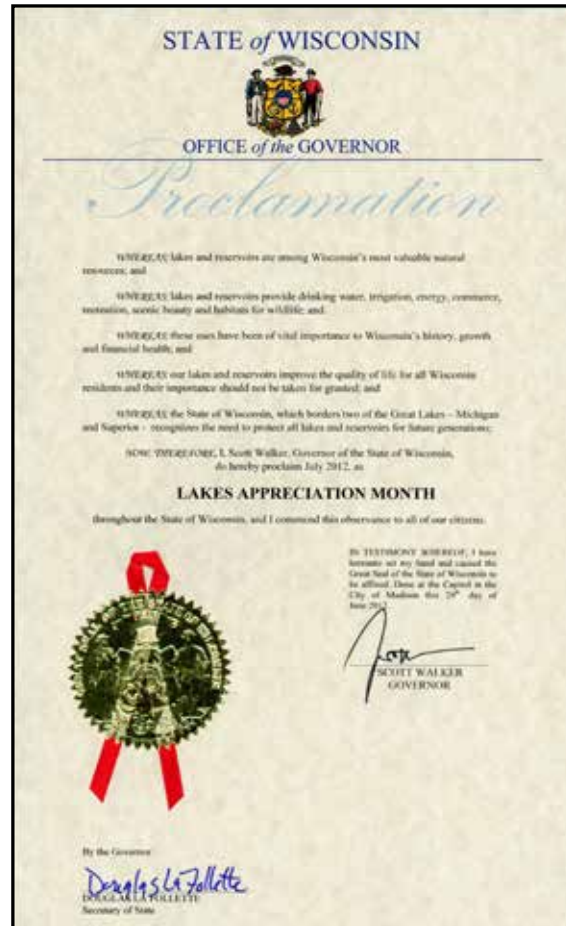 STATE of WISCONSIN
OFFICE of the GOVERNOR
Proclamation
WHEREAS; lakes and reservoirs are among Wisconsin's most valuable natural
resources; and
WHEREAS; lakes and reservoirs provide drinking water, irrigation, energy, commerce,
recreation, scenic beauty and habitats for wildlife; and
WHEREAS; these uses have been of vital importance to Wisconsin's history, growth
and financial health; and
WHEREAS; our lakes and reservoirs improve the quality of life for all Wisconsin
residents and their importance should not be taken for granted; and
WHEREAS; the State of Wisconsin, which borders two of the Great Lakes – Michigan
and Superior - recognizes the need to protect all lakes and reservoirs for future generations;
NOW, THEREFORE, I, Scott Walker, Governor of the State of Wisconsin,
do hereby proclaim July 2012, as
LAKES APPRECIATION MONTH
throughout the State of Wisconsin, and I commend this observance to all of our citizens.
IN TESTIMONY WHEREOF, I have
hereunto set my hand and caused the
Great Seal of the State of Wisconsin to
be affixed. Done at the Capitol in the
City of Madison this 29th day of
June 2012.
SCOTT WALKER
GOVERNOR
By the Governor:
Douglas La Follette
DOUGLAS LA FOLLETTE
Secretary of State